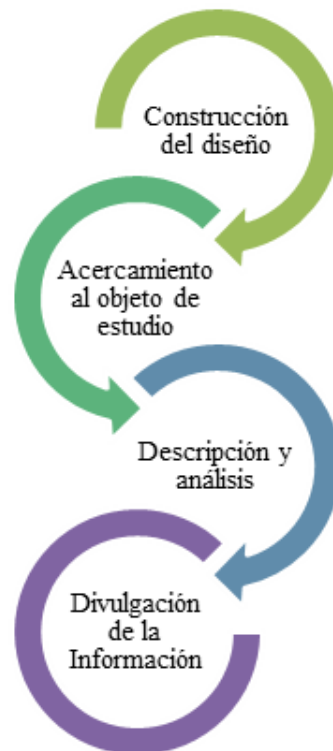 Construcción
del diseño
Acercamiento
al objeto de
estudio
Descripción y
análisis
Divulgación
de la
Información